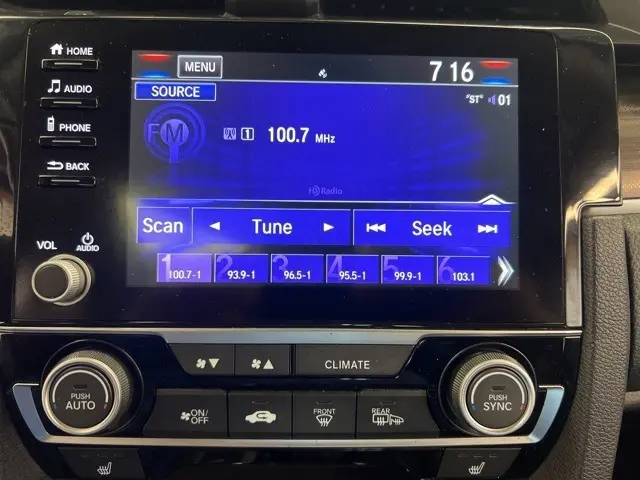 HOME
MENU
7 16
AUDIO
SOURCE
"ST"
01
PHONE
FM
1 100.7 MHz
BACK
HD Radio
Scan Tune Seek
VOL AUDIO
1 2 3 4 5 6
100.7-1 93.9-1 96.5-1 95.5-1 99.9-1 103.1
CLIMATE
PUSH
AUTO
ON/
OFF
FRONT
REAR
PUSH
SYNC